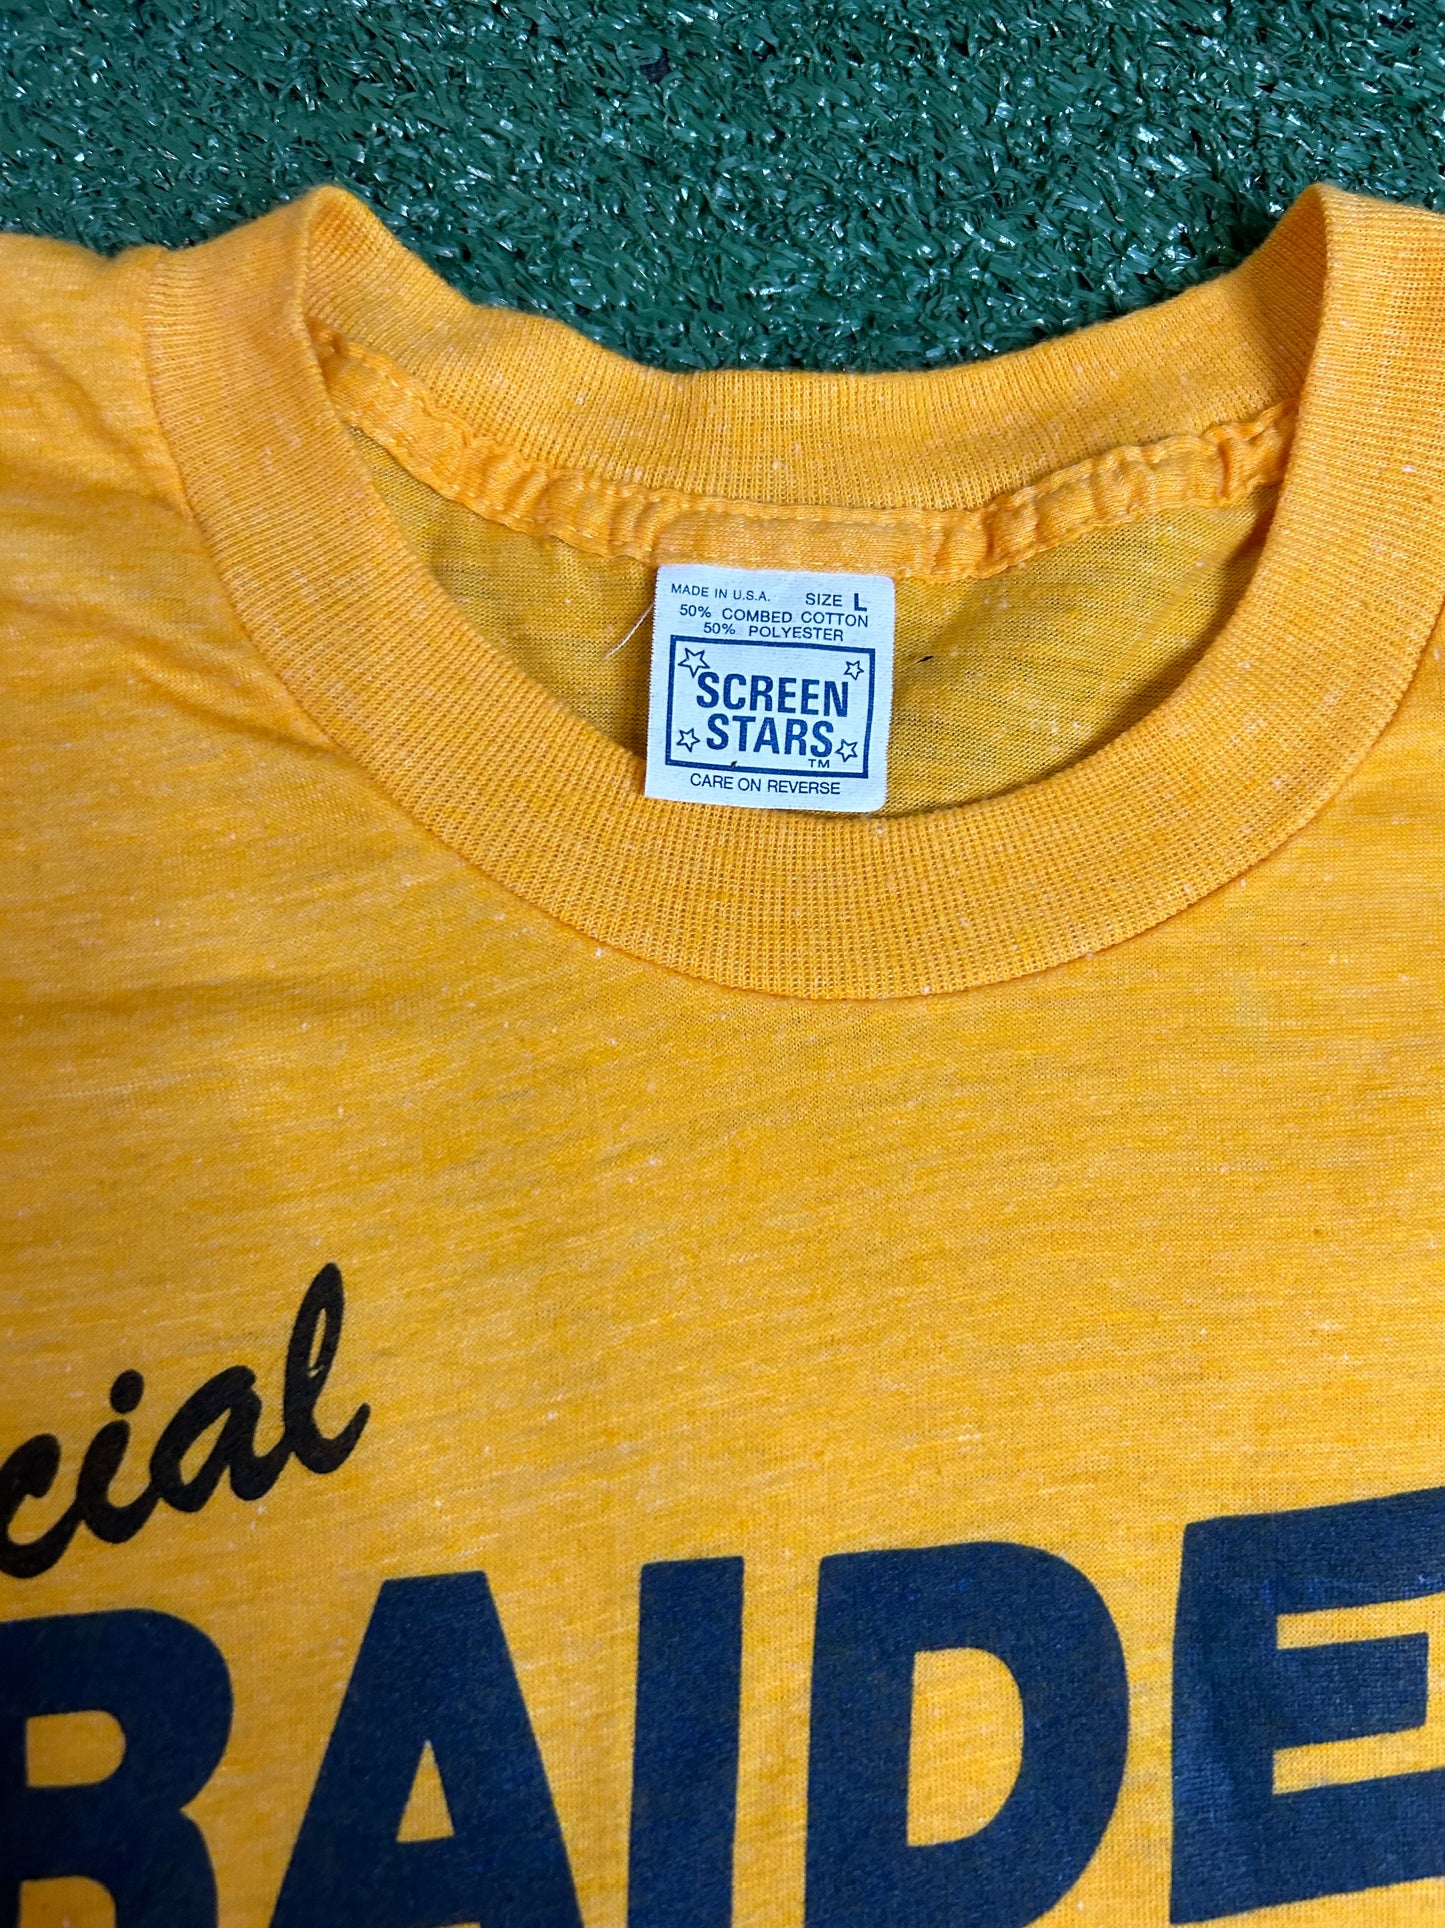 MADE IN U.S.A. SIZE L
50% COMBED COTTON
50% POLYESTER
SCREEN
STARS
TM
CARE ON REVERSE
cial
RAIDE